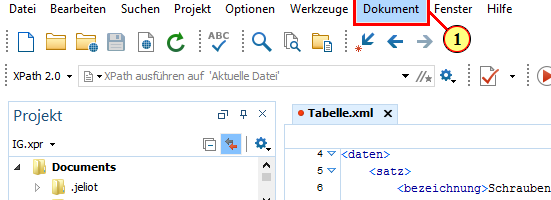 Datei Bearbeiten Suchen Projekt Optionen Werkzeuge Dokument Fenster Hilfe
1
ABC
XPath 2.0 XPath ausführen auf 'Aktuelle Datei'
Projekt
Tabelle.xml
IG.xpr
Documents
.jeliot
4 <daten>
5 <satz>
6 <bezeichnung>Schrauben